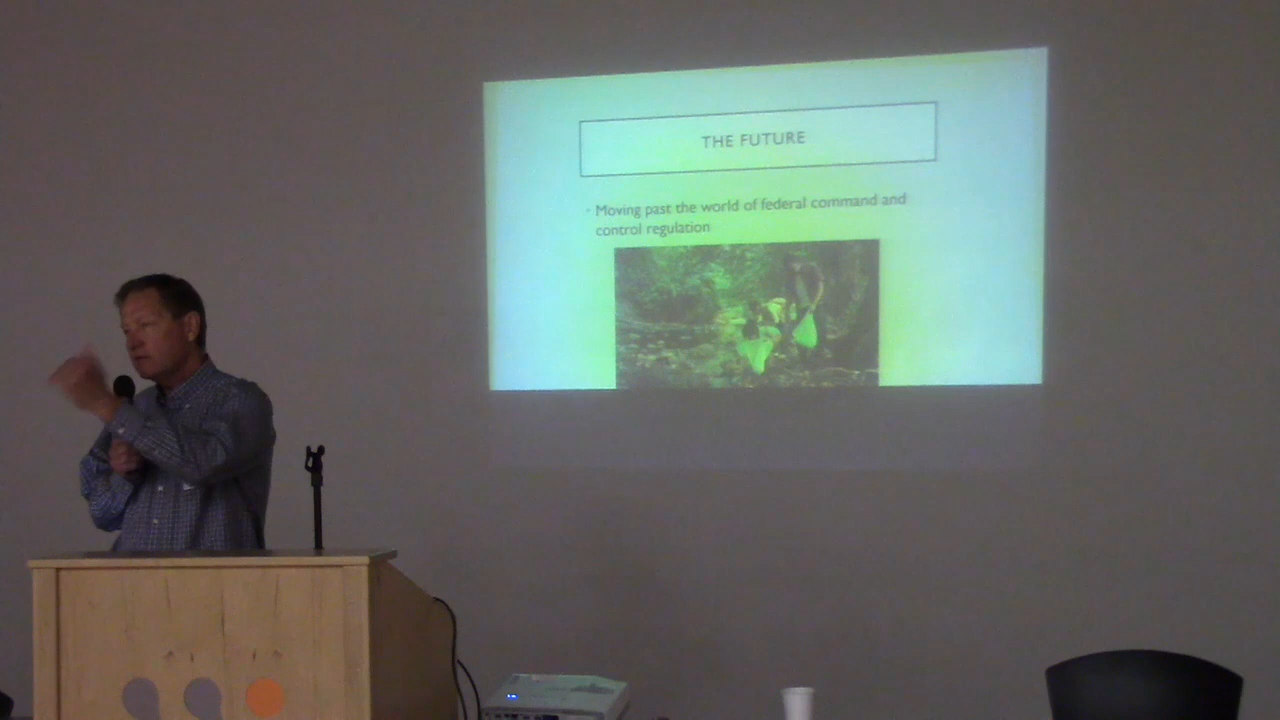 THE FUTURE
· Moving past the world of federal command and
control regulation